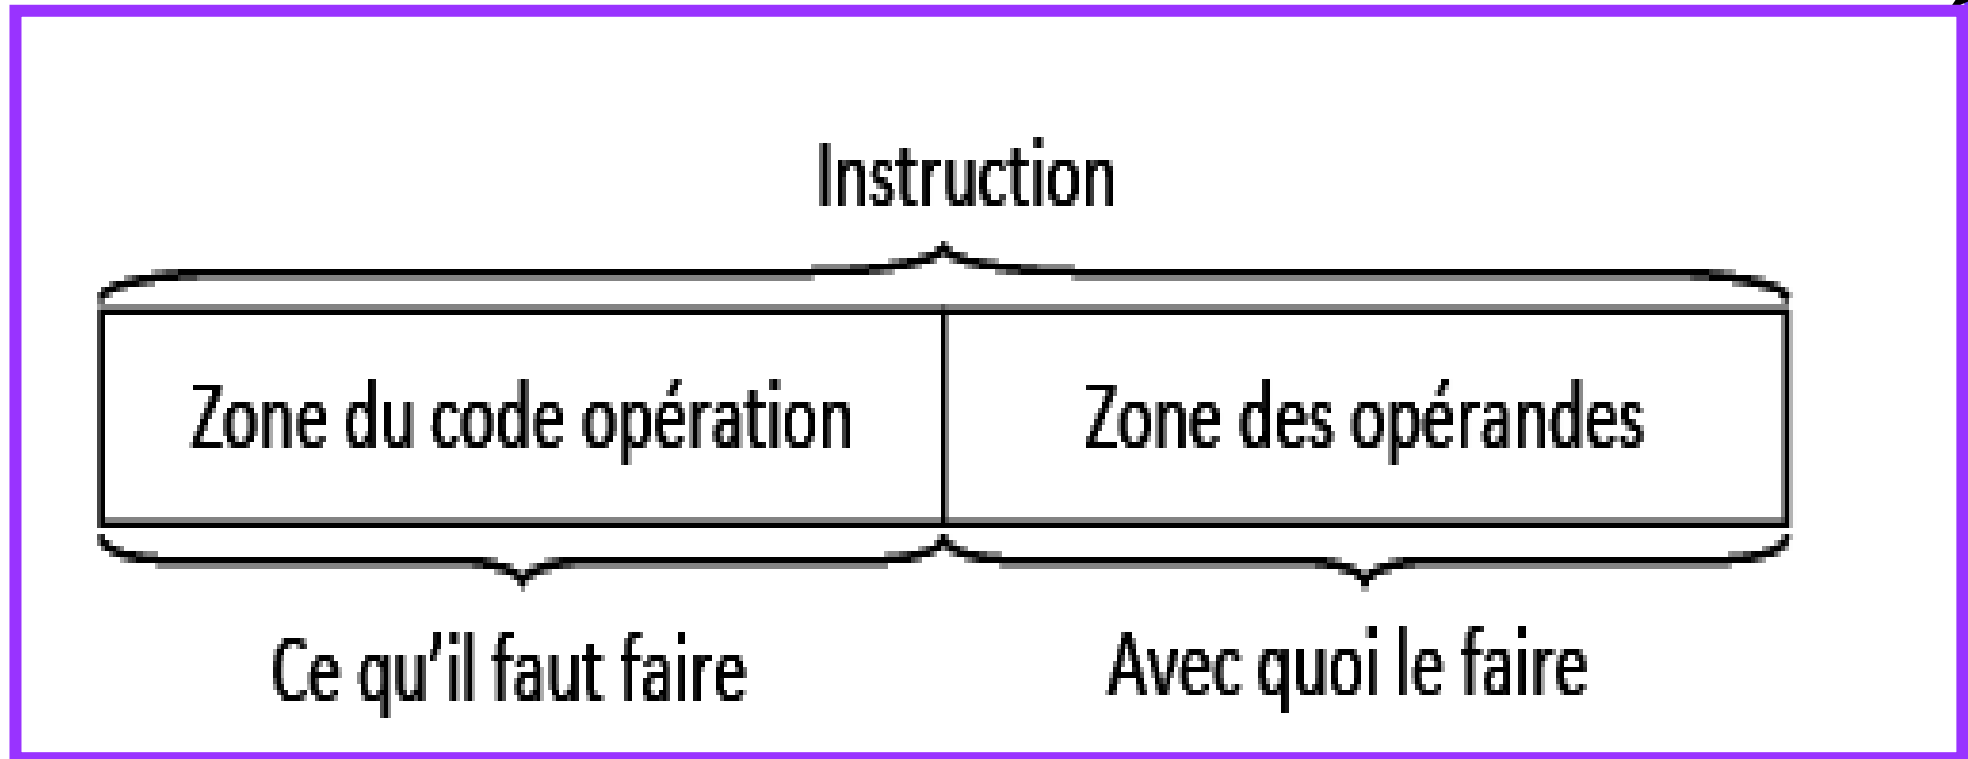 Instruction
Zone du code opération
Zone des opérandes
Ce qu’il faut faire
Avec quoi le faire